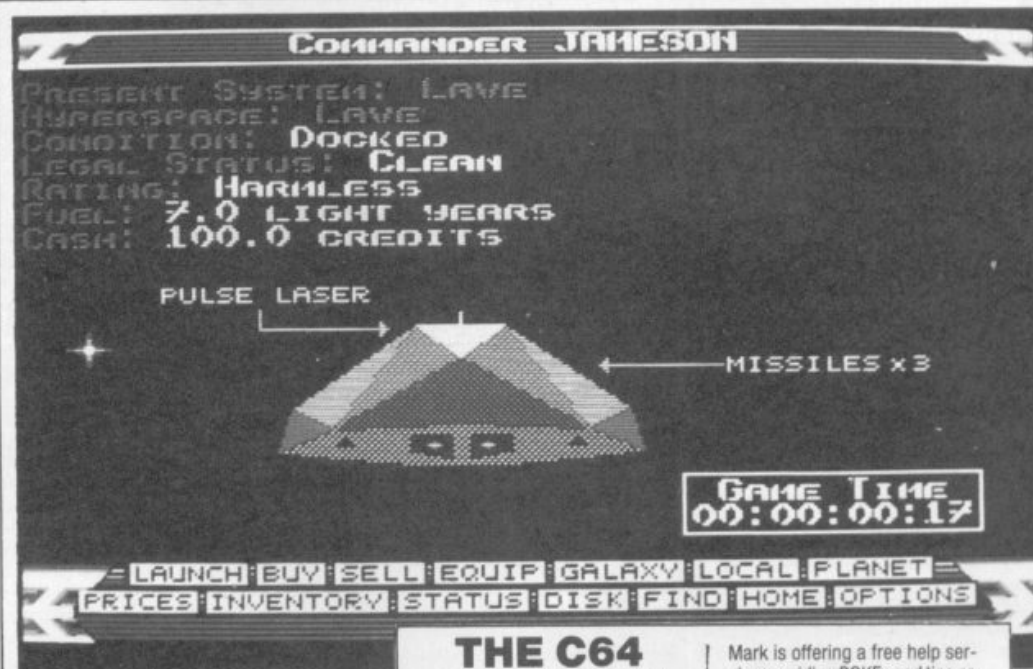 COMMANDER JAMESON
PRESENT SYSTEM: LAVE
HYPERSPACE: LAVE
CONDITION: DOCKED
LEGAL STATUS: CLEAN
RATING: HARMLESS
FUEL: 7.0 LIGHT YEARS
CASH: 100.0 CREDITS
PULSE LASER
MISSILES x 3
GAME TIME
00:00:00:17
LAUNCH BUY SELL EQUIP GALAXY LOCAL PLANET
PRICES INVENTORY STATUS DISK FIND HOME OPTIONS
THE C64
Mark is offering a free help ser-